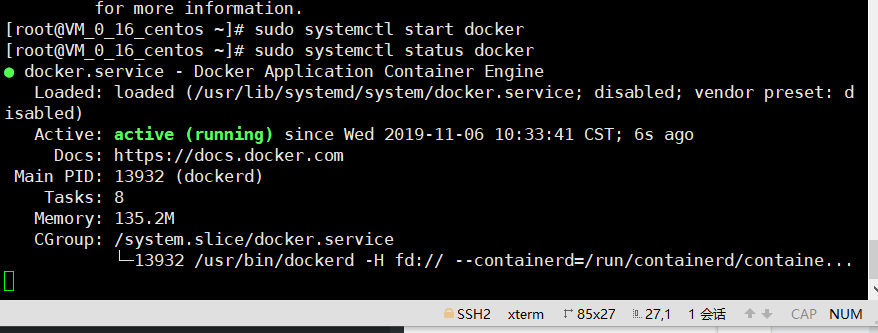 for more information.
[root@VM_0_16_centos ~]# sudo systemctl start docker
[root@VM_0_16_centos ~]# sudo systemctl status docker
● docker.service - Docker Application Container Engine
Loaded: loaded (/usr/lib/systemd/system/docker.service; disabled; vendor preset: d
isabled)
Active: active (running) since Wed 2019-11-06 10:33:41 CST; 6s ago
Docs: https://docs.docker.com
Main PID: 13932 (dockerd)
Tasks: 8
Memory: 135.2M
CGroup: /system.slice/docker.service
└─13932 /usr/bin/dockerd -H fd:// --containerd=/run/containerd/containe...
SSH2 xterm 85x27 27,1 1 会话 CAP NUM